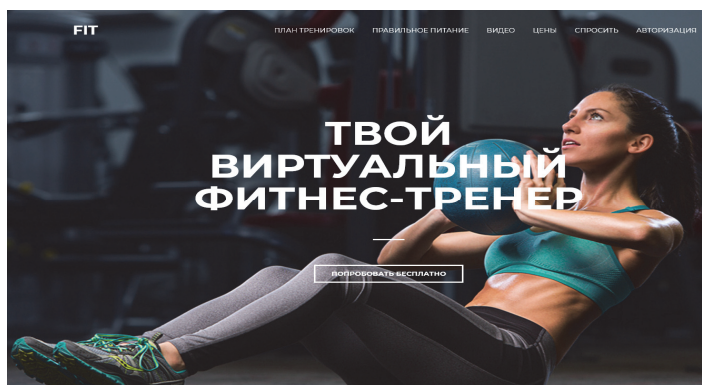 FIT
ПЛАН ТРЕНИРОВОК ПРАВИЛЬНОЕ ПИТАНИЕ ВИДЕО ЦЕНЫ СПРОСИТЬ АВТОРИЗАЦИЯ
ТВОЙ
ВИРТУАЛЬНЫЙ
ФИТНЕС-ТРЕНЕР
ПОПРОБОВАТЬ БЕСПЛАТНО